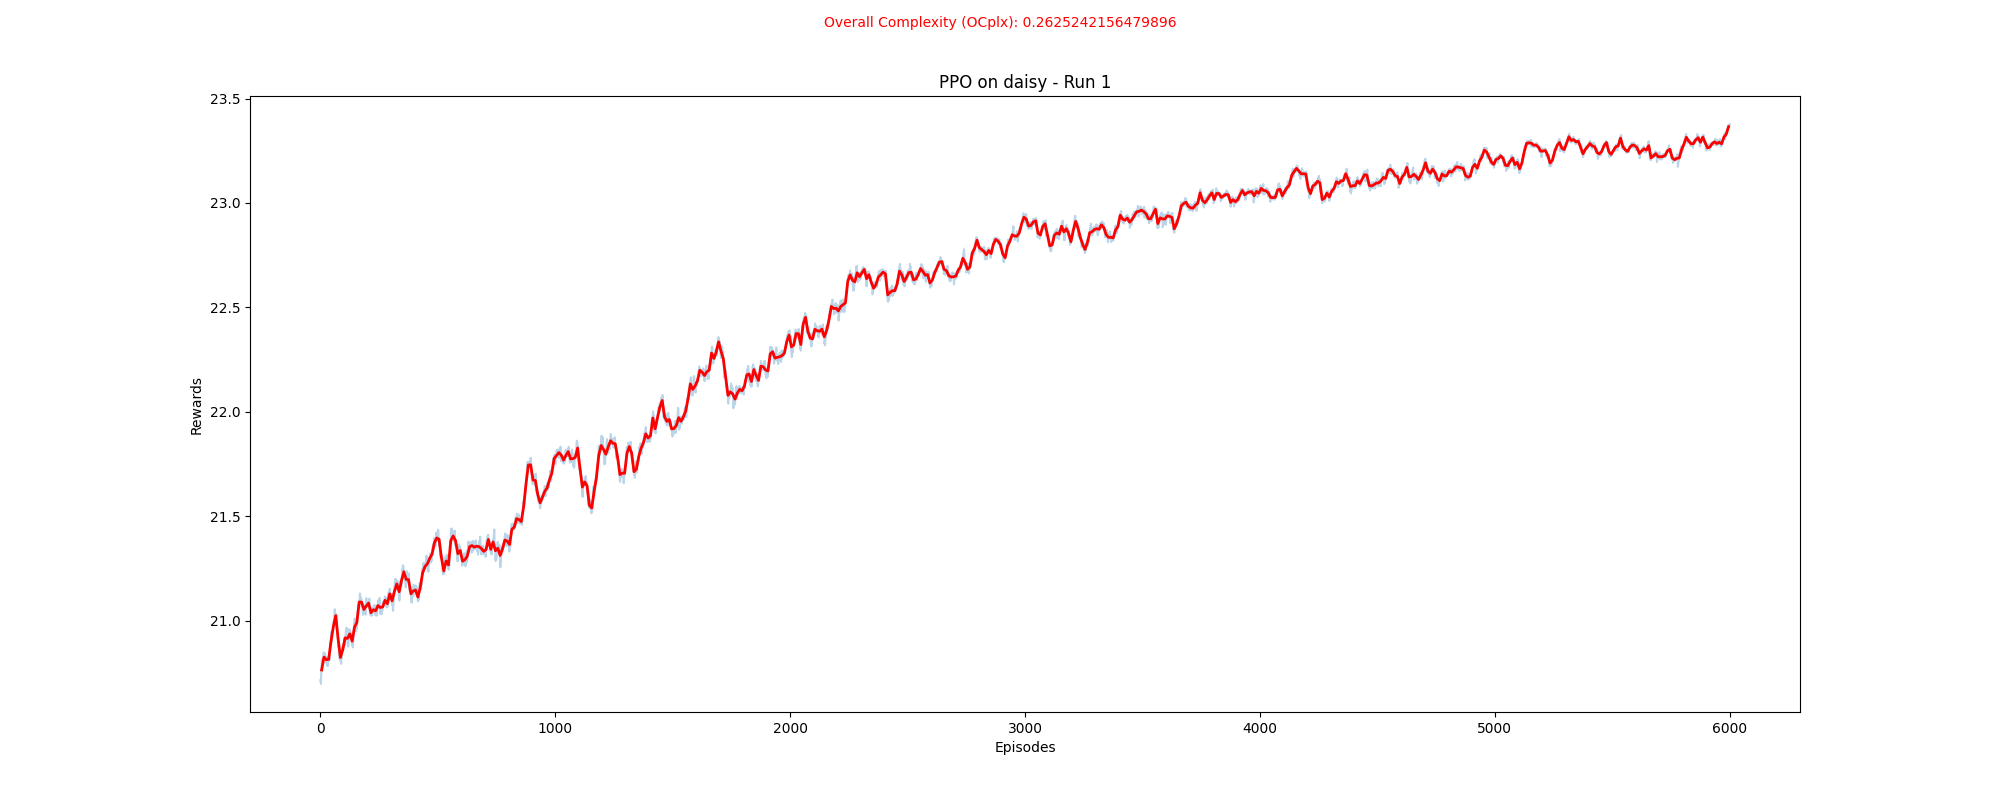 Overall Complexity (OCplx): 0.2625242156479896
PPO on daisy - Run 1
23.5
23.0
22.5
22.0
21.5
21.0
Rewards
0 1000 2000 3000 4000 5000 6000
Episodes